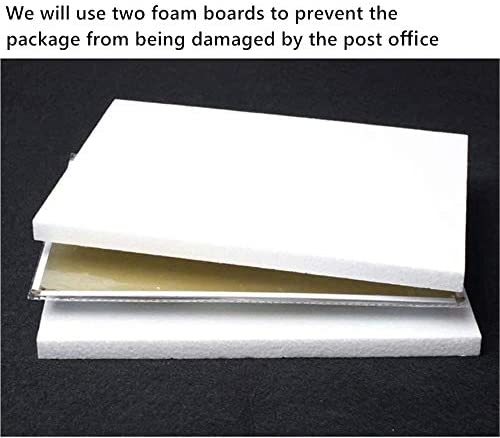 We will use two foam boards to prevent the
package from being damaged by the post office